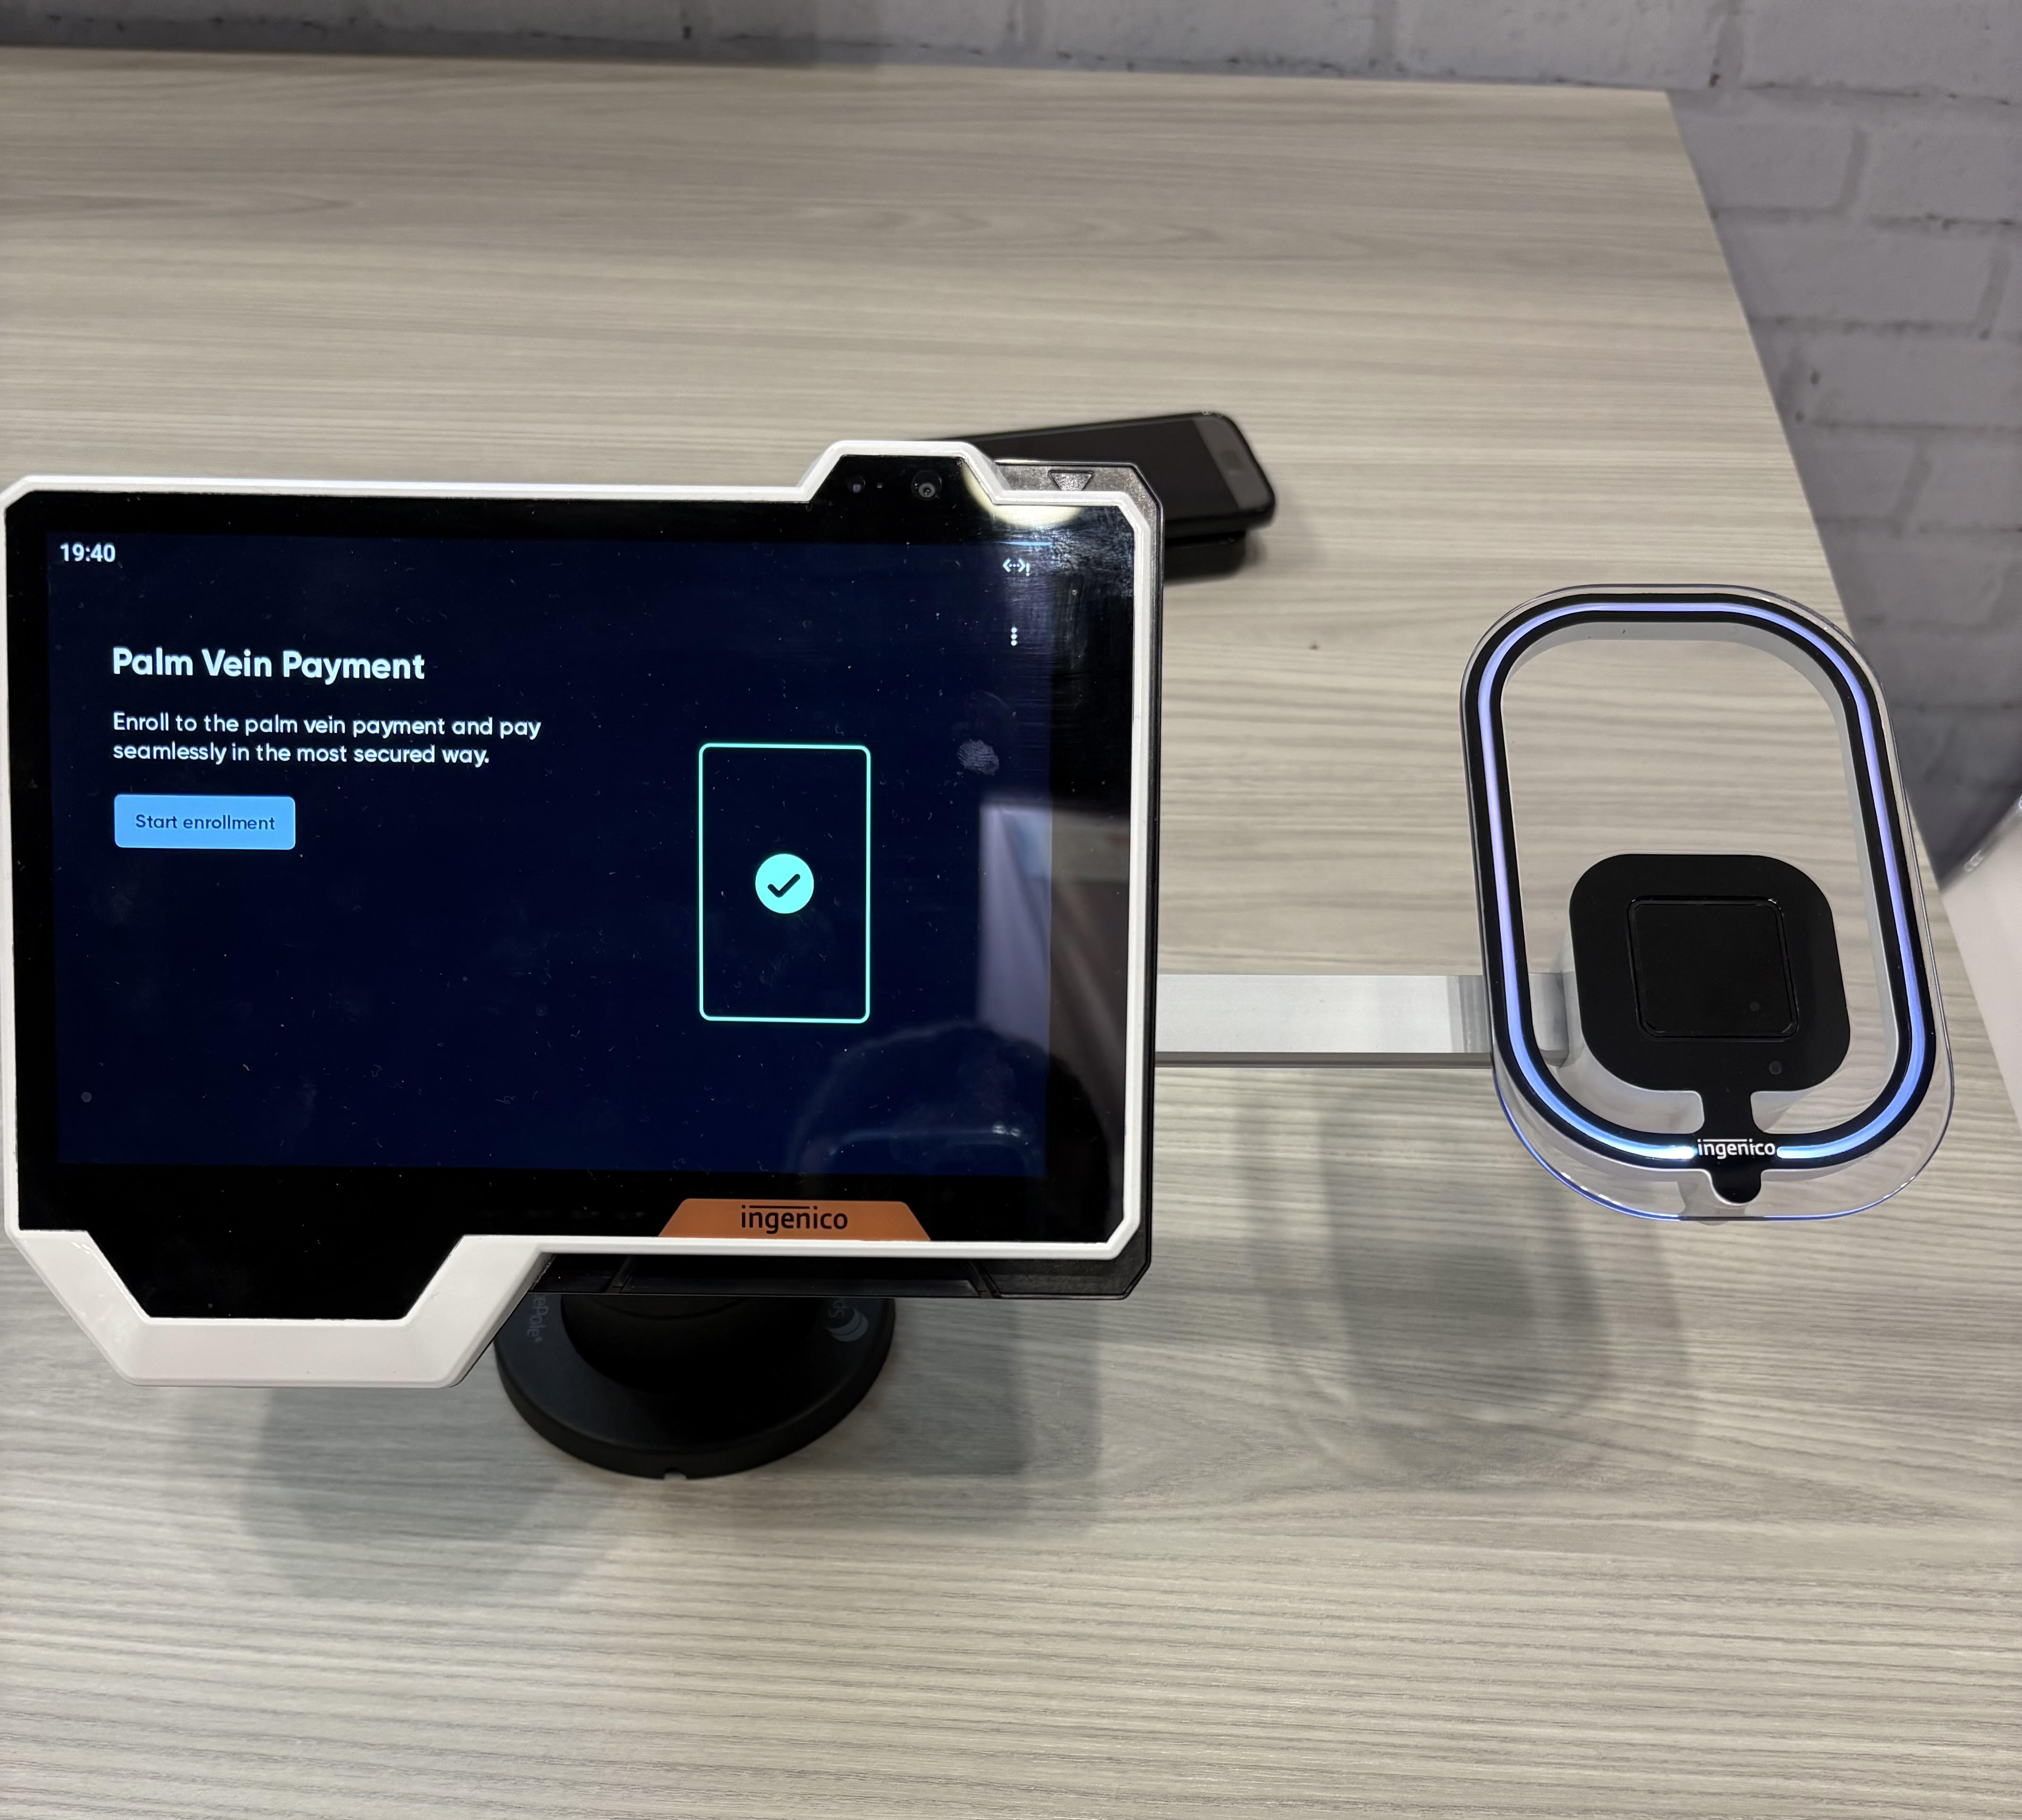 19:40
Palm Vein Payment
Enroll to the palm vein payment and pay
seamlessly in the most secured way.
Start enrollment
ingenico
ingenico